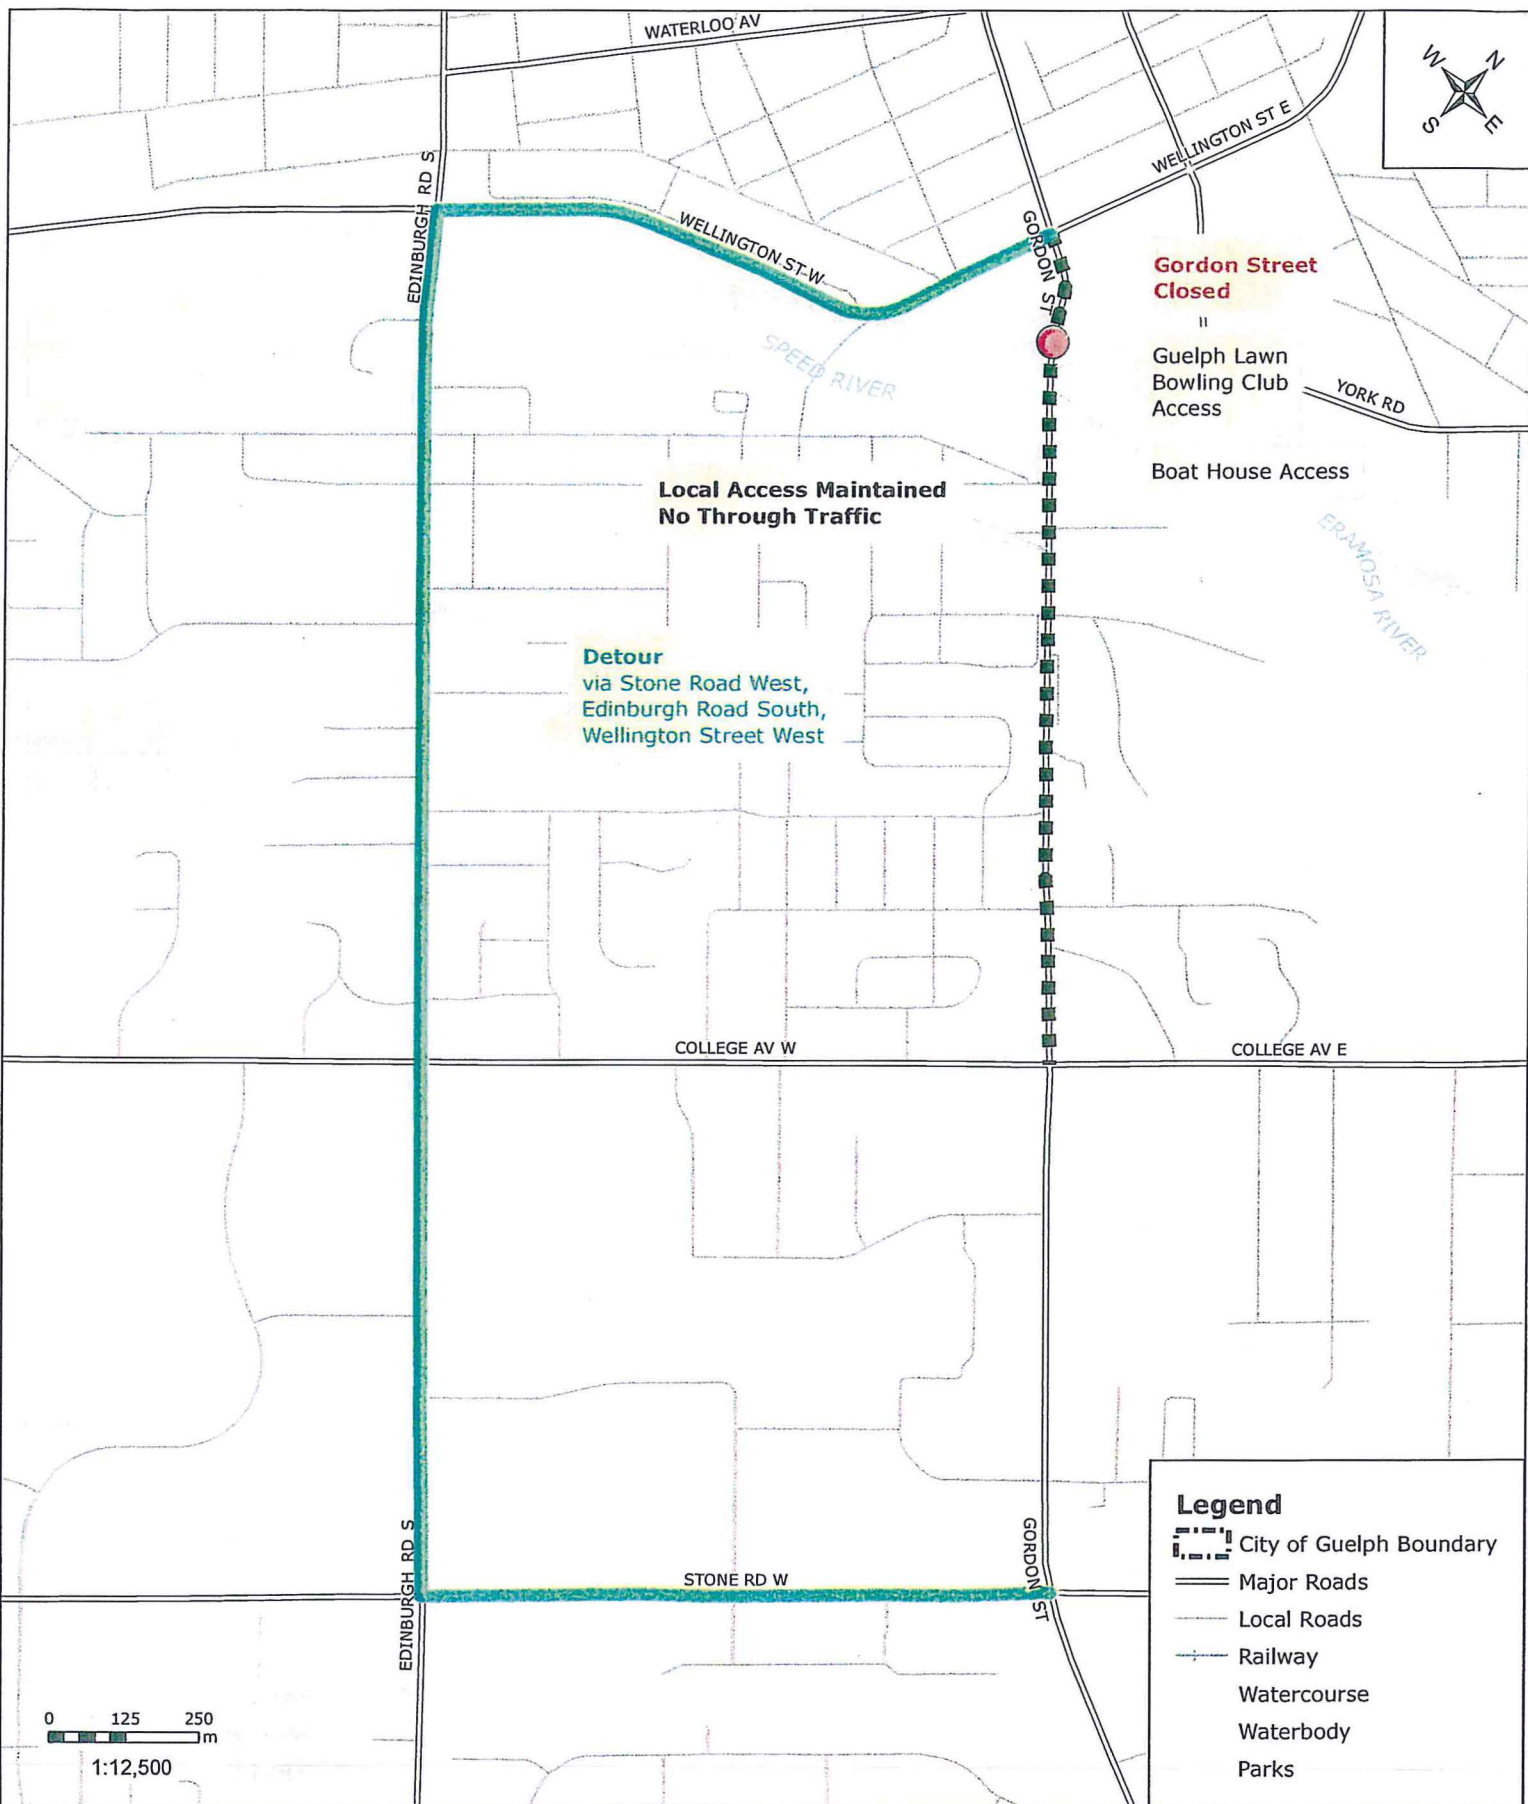 WATERLOO AV
W
N
S
E
WELLINGTON ST E
EDINBURGH RD S
WELLINGTON ST W
GORDON ST
Gordon Street
Closed
Guelph Lawn
Bowling Club
Access
YORK RD
SPEED RIVER
Boat House Access
Local Access Maintained
No Through Traffic
ERAMOSA RIVER
Detour
via Stone Road West,
Edinburgh Road South,
Wellington Street West
COLLEGE AV W
COLLEGE AV E
EDINBURGH RD S
STONE RD W
GORDON ST
Legend
City of Guelph Boundary
Major Roads
Local Roads
Railway
Watercourse
Waterbody
Parks
0 125 250
m
1:12,500